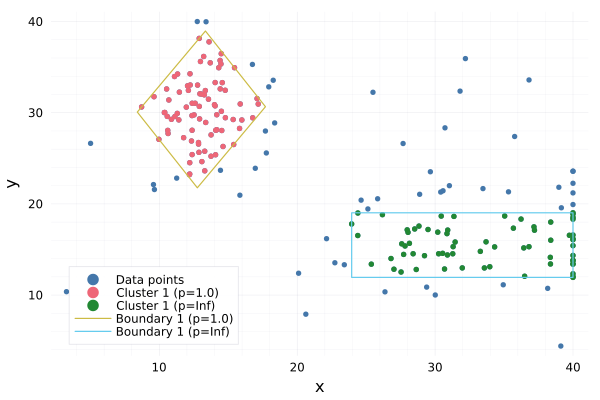 40
30
20
10
y
Data points
Cluster 1 (p=1.0)
Cluster 1 (p=Inf)
Boundary 1 (p=1.0)
Boundary 1 (p=Inf)
10 20 30 40
x